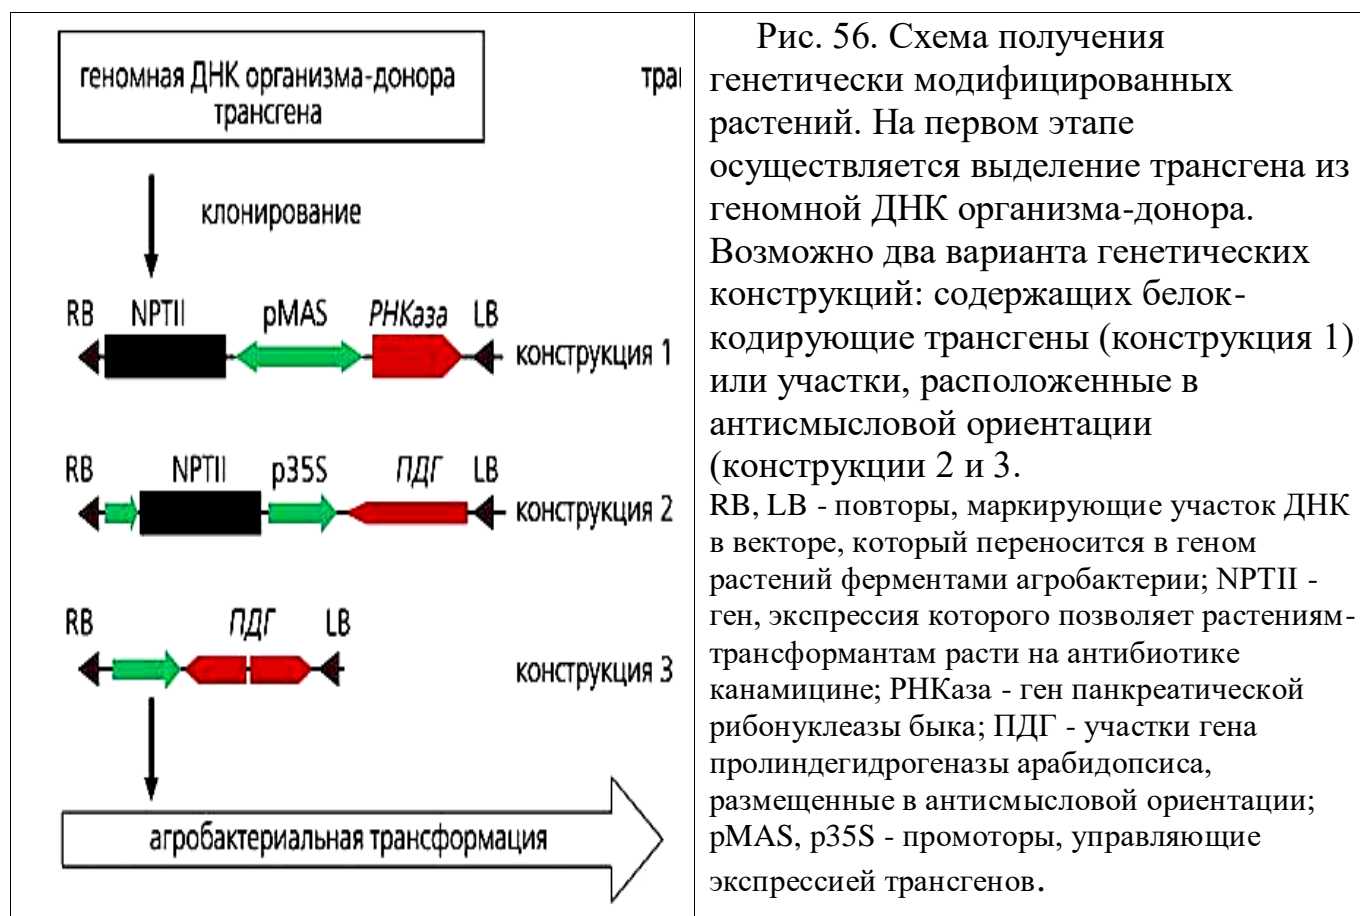 геномная ДНК организма-донора
трансгена
клонирование
RB NPTII pMAS РНКаза LB
конструкция 1
RB NPTII p35S ПДГ LB
конструкция 2
RB ПДГ LB
конструкция 3
агробактериальная трансформация
Рис. 56. Схема получения
генетически модифицированных
растений. На первом этапе
осуществляется выделение трансгена из
геномной ДНК организма-донора.
Возможно два варианта генетических
конструкций: содержащих белок-
кодирующие трансгены (конструкция 1)
или участки, расположенные в
антисмысловой ориентации
(конструкции 2 и 3.
RB, LB - повторы, маркирующие участок ДНК
в векторе, который переносится в геном
растений ферментами агробактерии; NPTII -
ген, экспрессия которого позволяет растениям-
трансформантам расти на антибиотике
канамицине; РНКаза - ген панкреатической
рибонуклеазы быка; ПДГ - участки гена
пролиндегидрогеназы арабидопсиса,
размещенные в антисмысловой ориентации;
pMAS, p35S - промоторы, управляющие
экспрессией трансгенов.